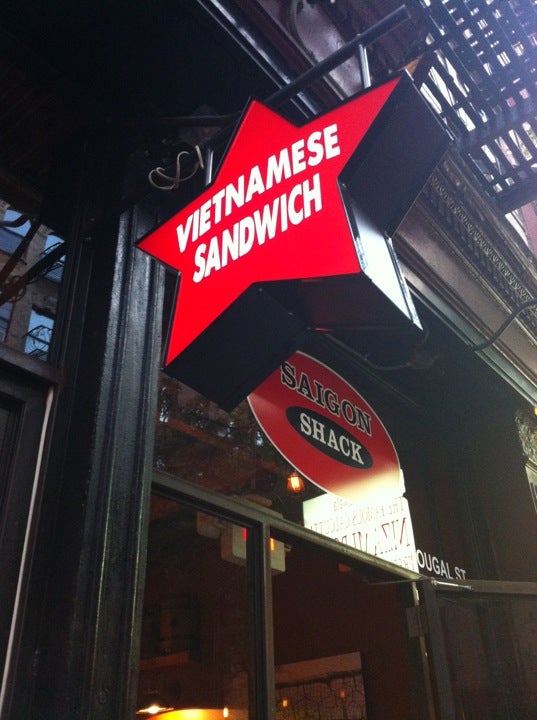 VIETNAMESE
SANDWICH
SAIGON
SHACK
OUGAL ST